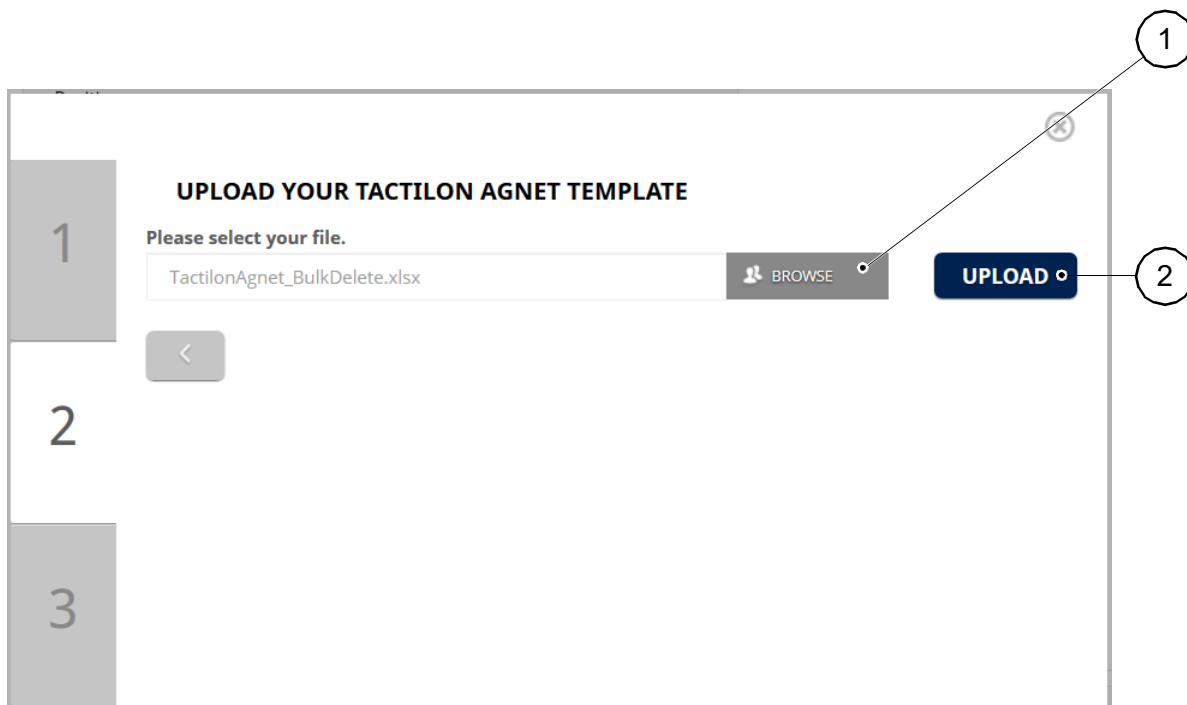 1
UPLOAD YOUR TACTILON AGNET TEMPLATE
1
Please select your file.
TactilonAgnet_BulkDelete.xlsx
BROWSE
UPLOAD
2
2
3